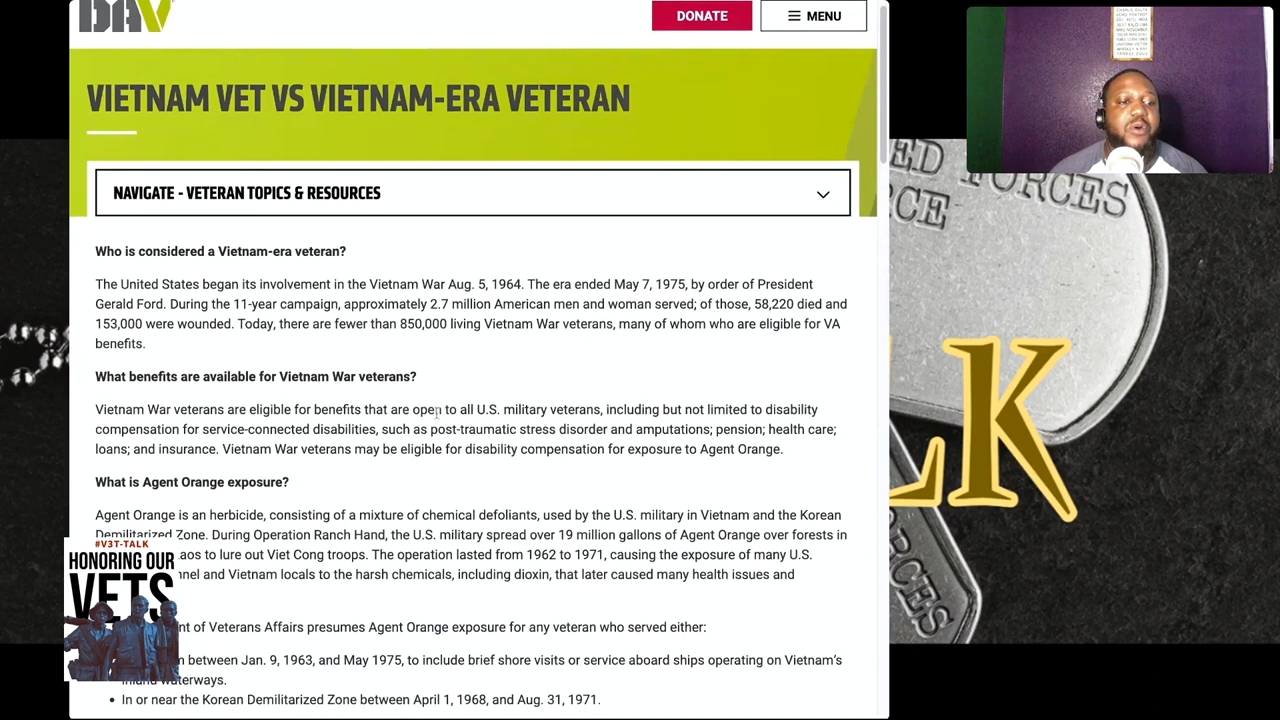 DAV
DONATE
MENU
VIETNAM VET VS VIETNAM-ERA VETERAN
NAVIGATE - VETERAN TOPICS & RESOURCES
Who is considered a Vietnam-era veteran?
The United States began its involvement in the Vietnam War Aug. 5, 1964. The era ended May 7, 1975, by order of President
Gerald Ford. During the 11-year campaign, approximately 2.7 million American men and woman served; of those, 58,220 died and
153,000 were wounded. Today, there are fewer than 850,000 living Vietnam War veterans, many of whom who are eligible for VA
benefits.
What benefits are available for Vietnam War veterans?
Vietnam War veterans are eligible for benefits that are open to all U.S. military veterans, including but not limited to disability
compensation for service-connected disabilities, such as post-traumatic stress disorder and amputations; pension; health care;
loans; and insurance. Vietnam War veterans may be eligible for disability compensation for exposure to Agent Orange.
What is Agent Orange exposure?
Agent Orange is an herbicide, consisting of a mixture of chemical defoliants, used by the U.S. military in Vietnam and the Korean
Demilitarized Zone. During Operation Ranch Hand, the U.S. military spread over 19 million gallons of Agent Orange over forests in
aos to lure out Viet Cong troops. The operation lasted from 1962 to 1971, causing the exposure of many U.S.
nnel and Vietnam locals to the harsh chemicals, including dioxin, that later caused many health issues and
nt of Veterans Affairs presumes Agent Orange exposure for any veteran who served either:
n between Jan. 9, 1963, and May 1975, to include brief shore visits or service aboard ships operating on Vietnam's
inland waterways.
• In or near the Korean Demilitarized Zone between April 1, 1968, and Aug. 31, 1971.
#V3T-TALK
HONORING OUR
VETS
ED FORCES
CE
LK
RCES